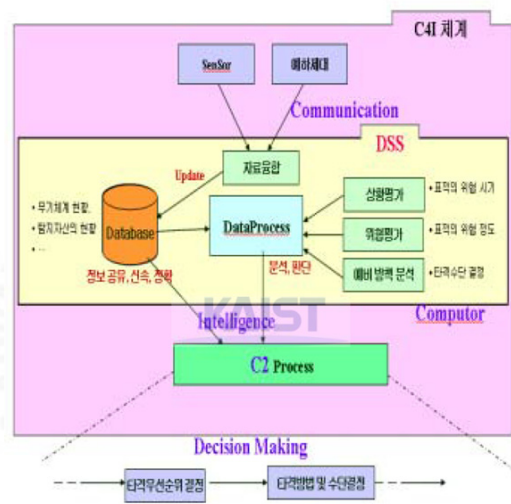 C4I 체계
SenSor
예하제대
Communication
DSS
자료융합
Update
상황평가
• 표적의 위협 시기
• 무기체계 현황.
• 탐지자산의 현황
• ...
Database
DataProcess
위협평가
• 표적의 위협 정도
예비 방책 분석
• 타격수단 결정
정보 공유, 신속, 정확
분석, 판단
KAIST
Intelligence
Computor
C2 Process
Decision Making
타격우선순위 결정
타격방법 및 수단결정